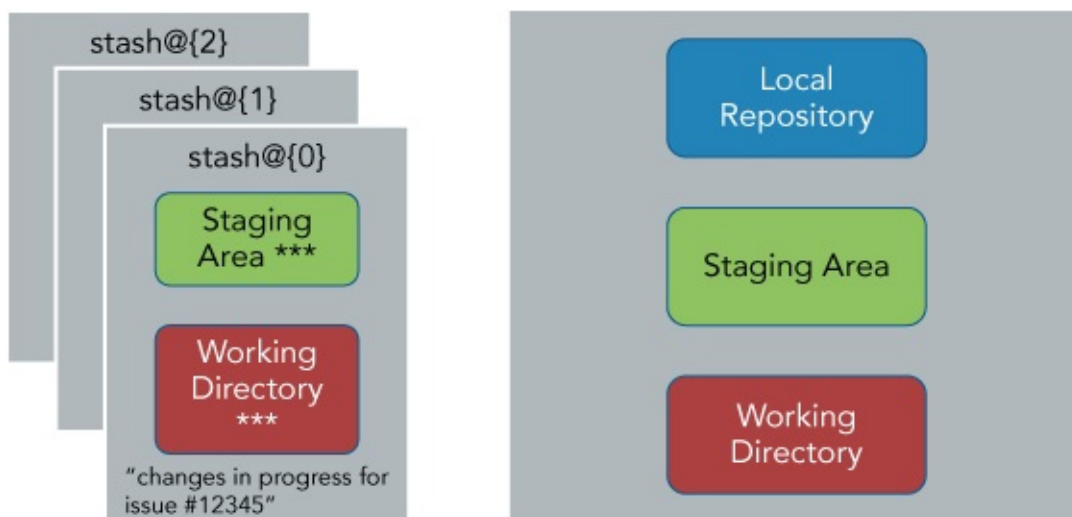 stash@{2}
stash@{1}
stash@{0}
Staging
Area ***
Working
Directory
***
“changes in progress for
issue #12345”
Local
Repository
Staging Area
Working
Directory